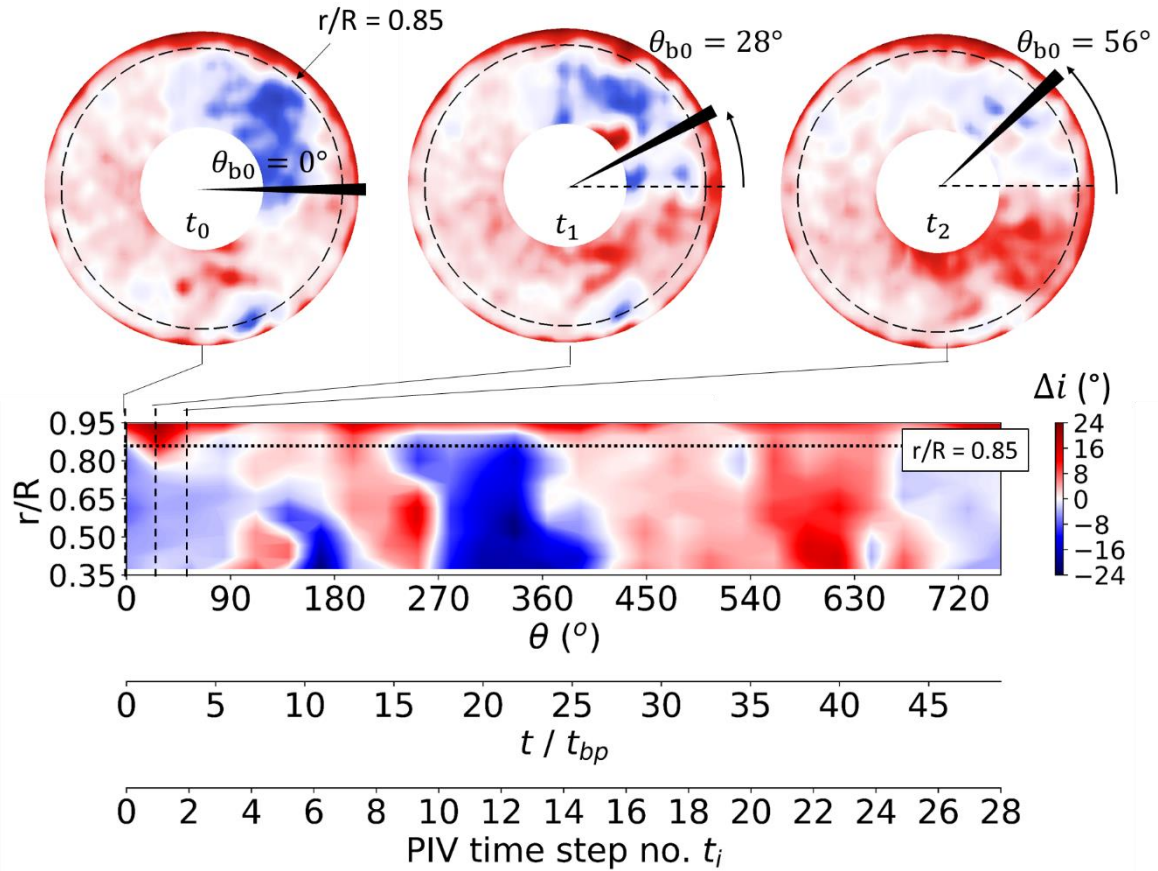 r/R = 0.85
θb0 = 0°
t0
θb0 = 28°
t1
θb0 = 56°
t2
Δi (°)
24
16
8
0
−8
−16
−24
r/R
0.95
0.80
0.65
0.50
0.35
r/R = 0.85
0 90 180 270 360 450 540 630 720
θ (o)
0 5 10 15 20 25 30 35 40 45
t / tbp
0 2 4 6 8 10 12 14 16 18 20 22 24 26 28
PIV time step no. ti